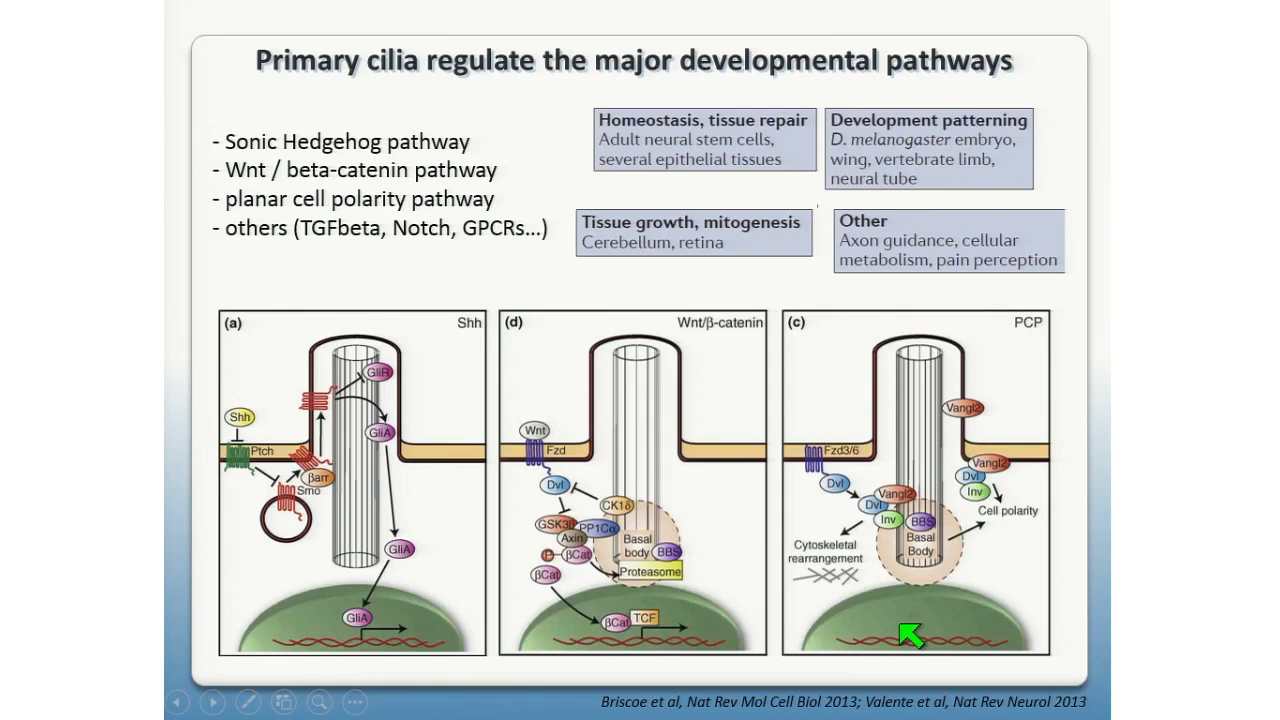 Primary cilia regulate the major developmental pathways
- Sonic Hedgehog pathway
- Wnt / beta-catenin pathway
- planar cell polarity pathway
- others (TGFbeta, Notch, GPCRs…)
Homeostasis, tissue repair
Adult neural stem cells,
several epithelial tissues
Development patterning
D. melanogaster embryo,
wing, vertebrate limb,
neural tube
Tissue growth, mitogenesis
Cerebellum, retina
Other
Axon guidance, cellular
metabolism, pain perception
(a)
Shh
GliR
Shh
GliA
Ptch
βarr
Smo
GliA
GliA
(d)
Wnt/β-catenin
Wnt
Fzd
Dvl
CK1δ
GSK3β
PP1Cα
Axin
Basal
body
BBS
P
βCat
Proteasome
βCat
βCat
TCF
(c)
PCP
Vangl2
Fzd3/6
Vangl2
Dvl
Dvl
Inv
Vangl2
Dvl
Inv
Cell polarity
BBS
Basal
Body
Cytoskeletal
rearrangement
Briscoe et al, Nat Rev Mol Cell Biol 2013; Valente et al, Nat Rev Neurol 2013